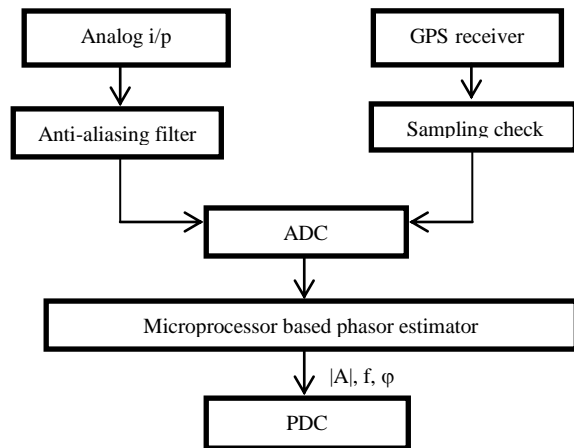 Analog i/p
GPS receiver
Anti-aliasing filter
Sampling check
ADC
Microprocessor based phasor estimator
|A|, f, φ
PDC